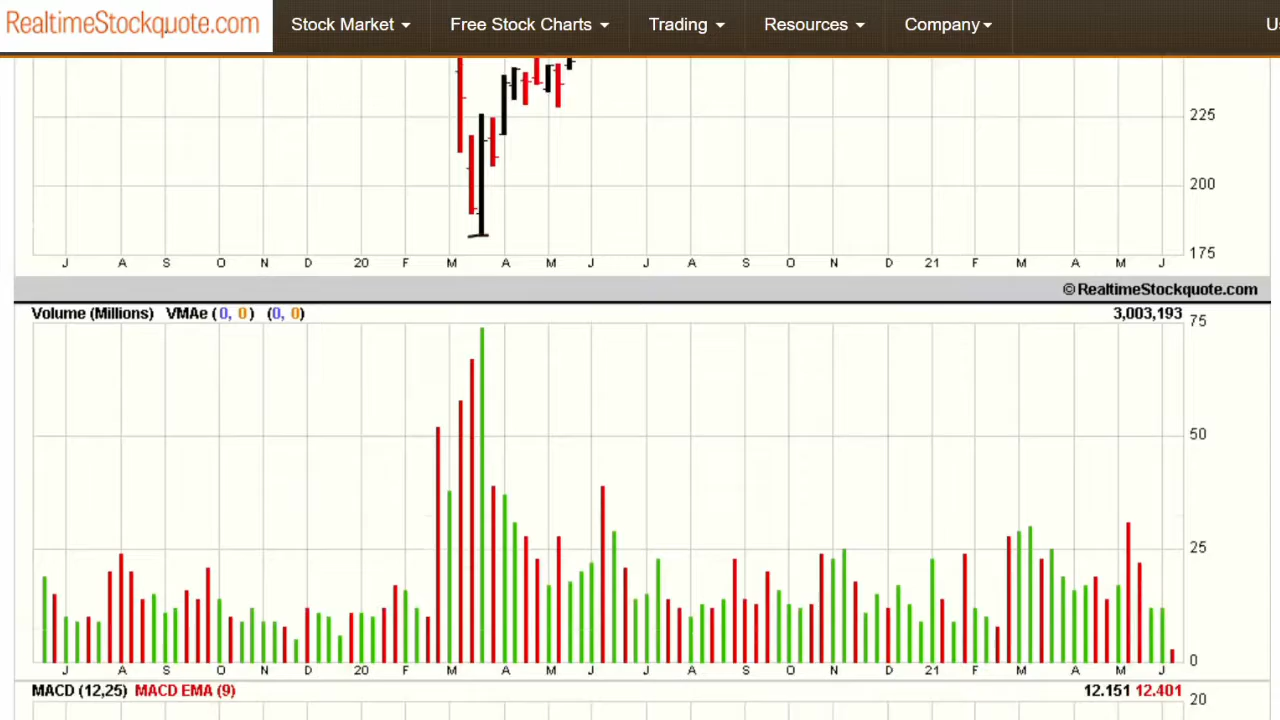 RealtimeStockquote.com Stock Market Free Stock Charts Trading Resources Company Us
225
200
175
J A S O N D 20 F M A M J J A S O N D 21 F M A M J
© RealtimeStockquote.com
Volume (Millions) VMAe (0, 0) (0, 0) 3,003,193
75
50
25
0
J A S O N D 20 F M A M J J A S O N D 21 F M A M J
MACD (12,25) MACD EMA (9) 12.151 12.401
20